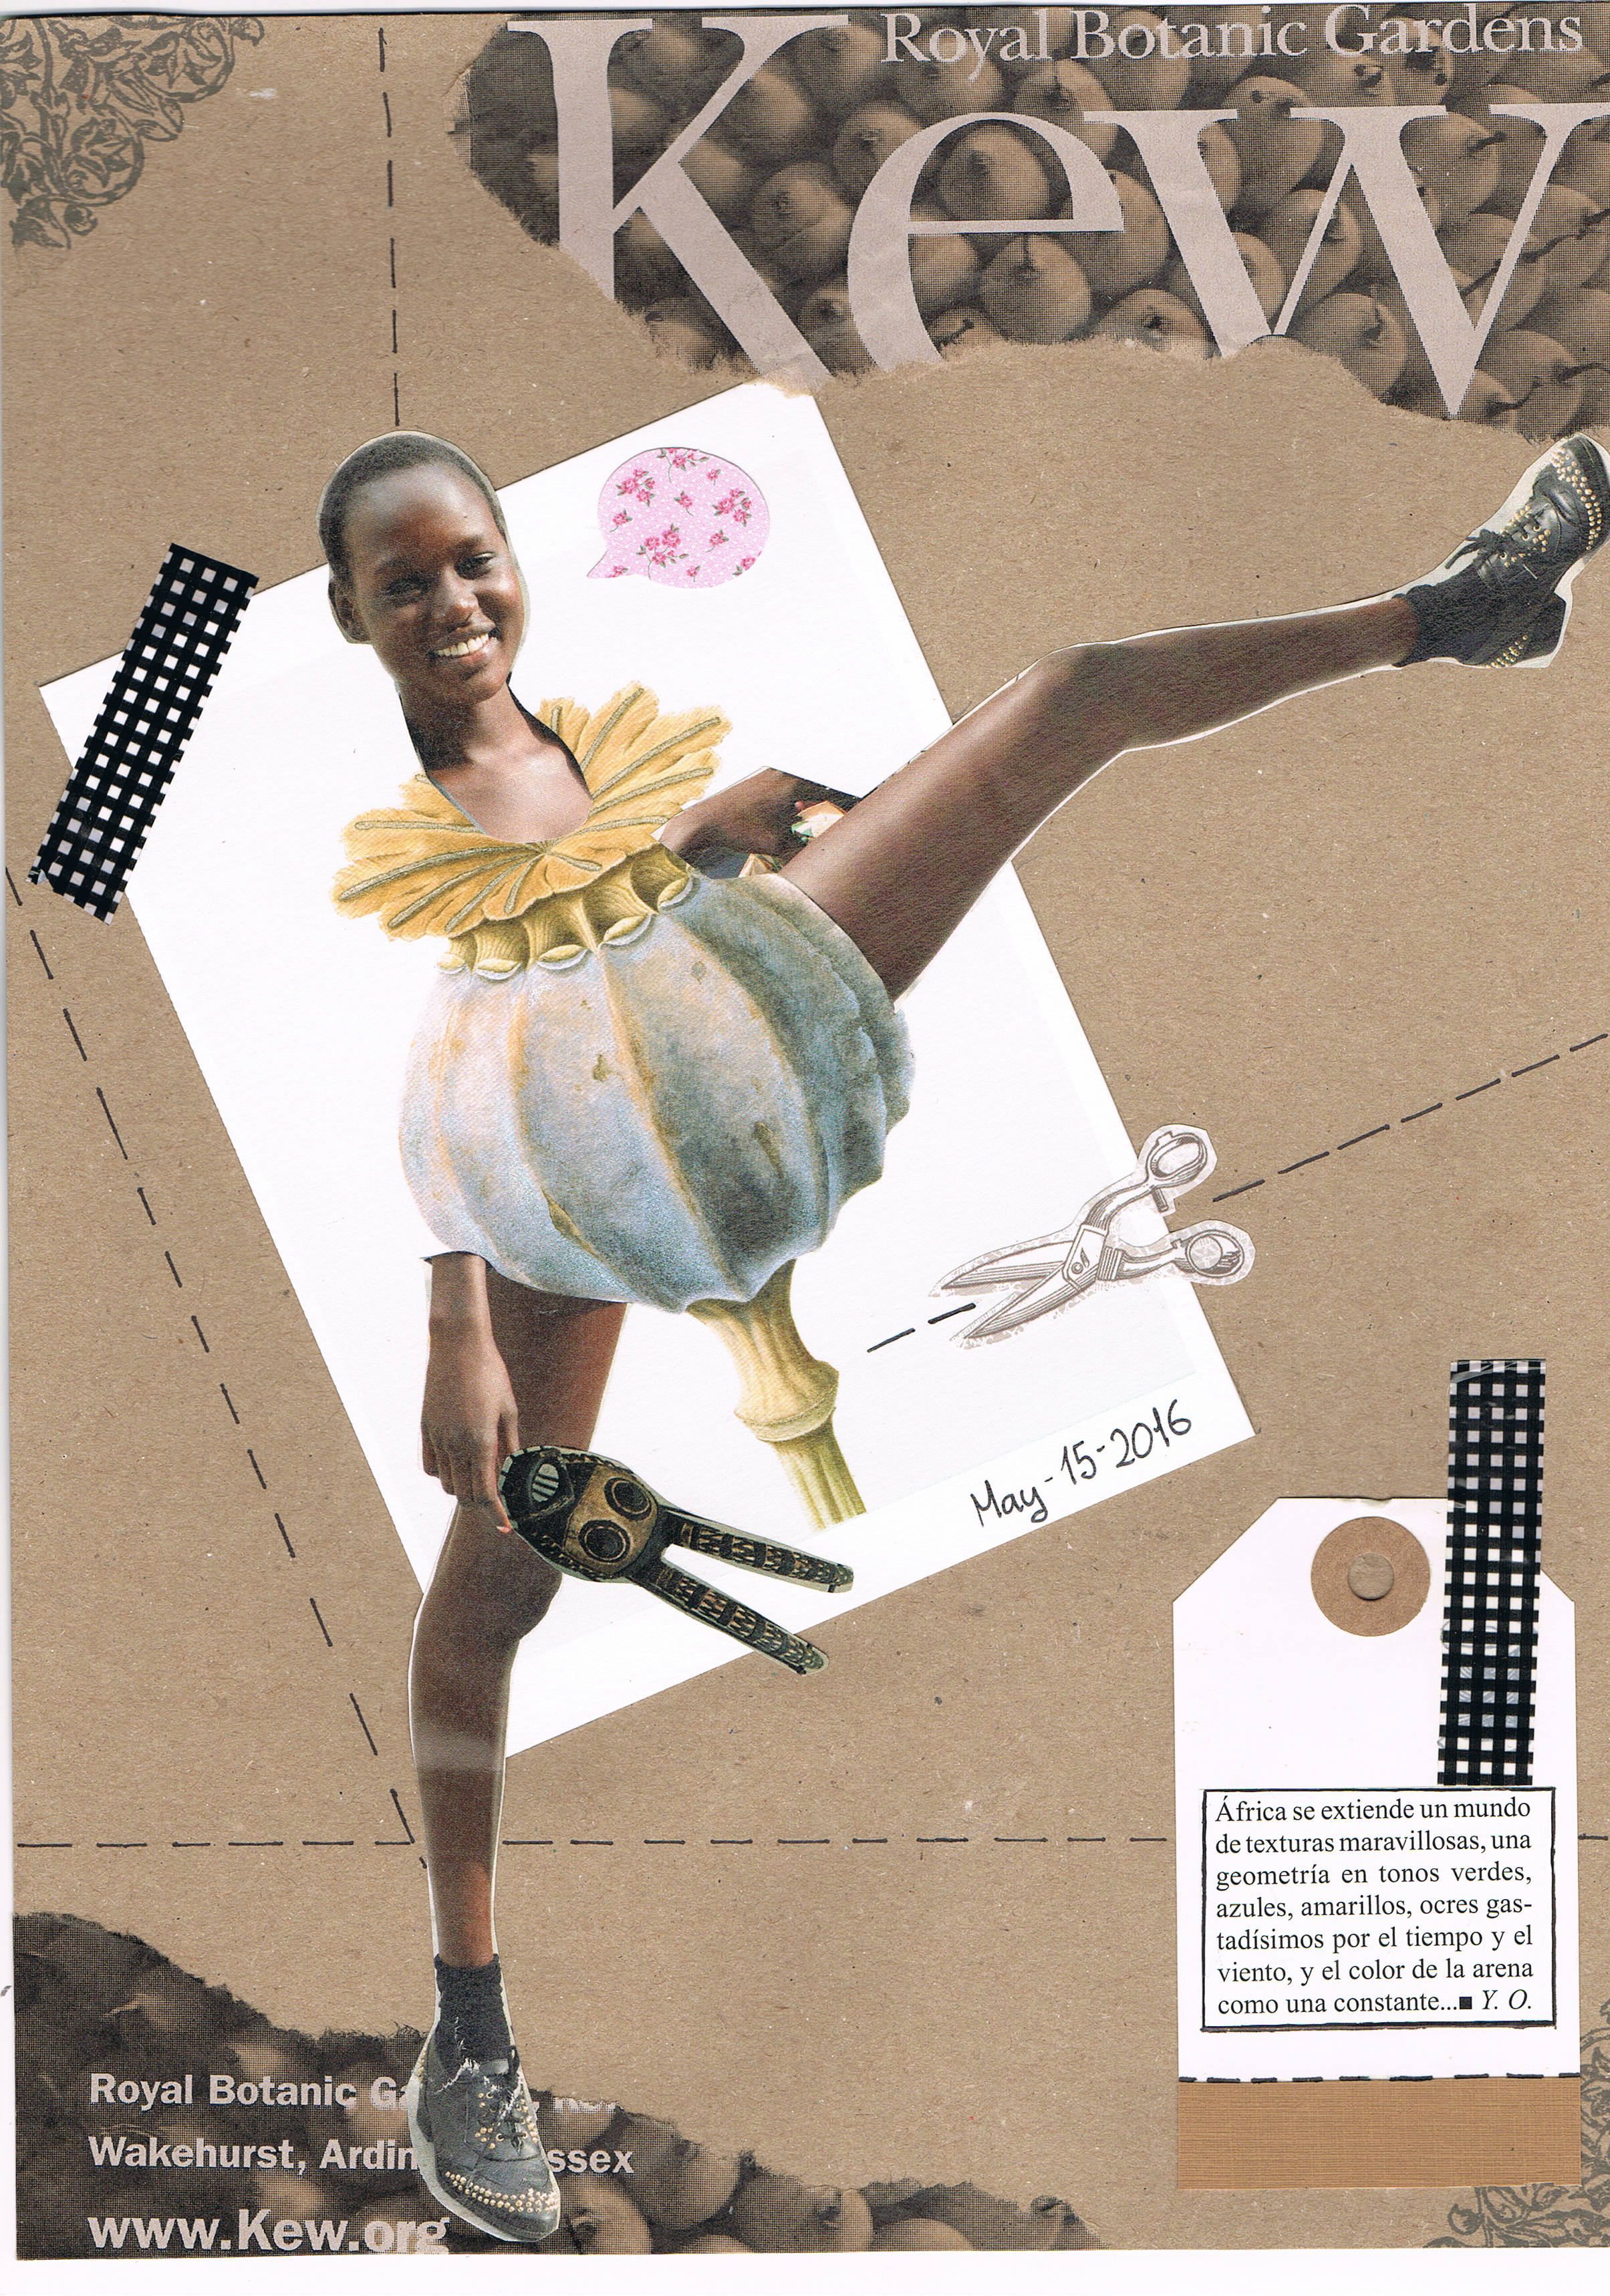 Royal Botanic Gardens
Kew
May-15-2016
África se extiende un mundo
de texturas maravillosas, una
geometría en tonos verdes,
azules, amarillos, ocres gas-
tadísimos por el tiempo y el
viento, y el color de la arena
como una constante...■ Y. O.
Royal Botanic
Wakehurst,
www.Kew.org